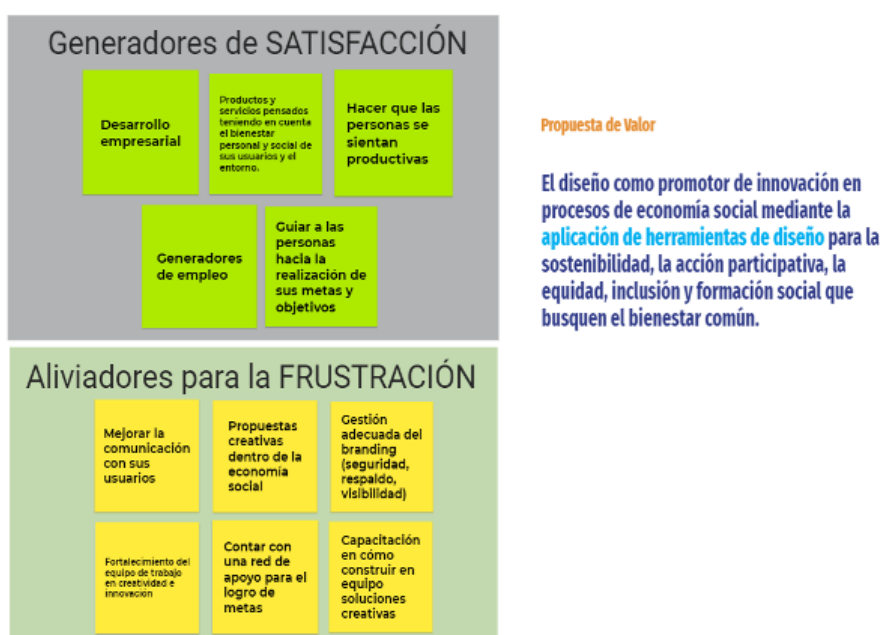 Generadores de SATISFACCIÓN
Desarrollo
empresarial
Productos y
servicios pensados
teniendo en cuenta
el bienestar
personal y social de
sus usuarios y el
entorno.
Hacer que las
personas se
sientan
productivas
Generadores
de empleo
Guiar a las
personas
hacia la
realización de
sus metas y
objetivos
Propuesta de Valor
El diseño como promotor de innovación en
procesos de economía social mediante la
aplicación de herramientas de diseño para la
sostenibilidad, la acción participativa, la
equidad, inclusión y formación social que
busquen el bienestar común.
Aliviadores para la FRUSTRACIÓN
Mejorar la
comunicación
con sus
usuarios
Propuestas
creativas
dentro de la
economía
social
Gestión
adecuada del
branding
(seguridad,
respaldo,
visibilidad)
Fortalecimiento del
equipo de trabajo
en creatividad e
innovación
Contar con
una red de
apoyo para el
logro de
metas
Capacitación
en cómo
construir en
equipo
soluciones
creativas